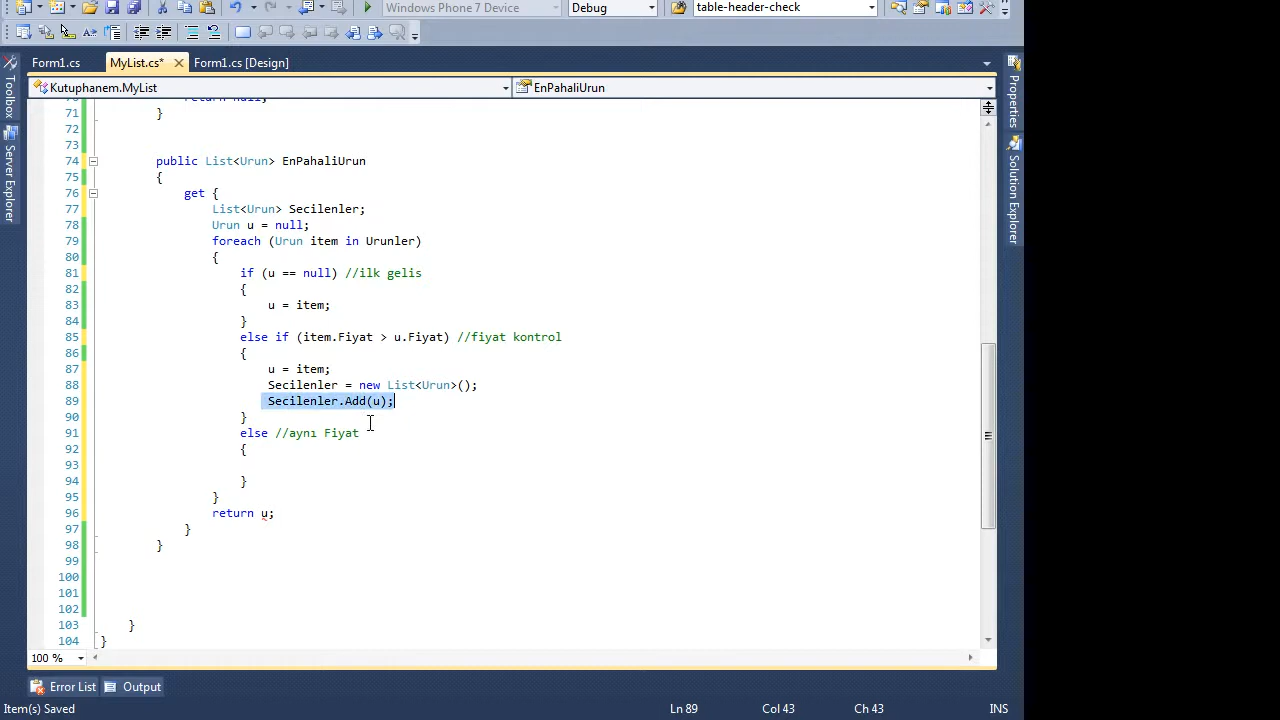 Windows Phone 7 Device
Debug
table-header-check
Form1.cs
MyList.cs*
Form1.cs [Design]
Kutuphanem.MyList
EnPahaliUrun
Toolbox
Server Explorer
Properties
Solution Explorer
70 return null;
71 }
72
73
74 public List<Urun> EnPahaliUrun
75 {
76 get {
77 List<Urun> Secilenler;
78 Urun u = null;
79 foreach (Urun item in Urunler)
80 {
81 if (u == null) //ilk gelis
82 {
83 u = item;
84 }
85 else if (item.Fiyat > u.Fiyat) //fiyat kontrol
86 {
87 u = item;
88 Secilenler = new List<Urun>();
89 Secilenler.Add(u);
90 }
91 else //aynı Fiyat
92 {
93
94 }
95 }
96 return u;
97 }
98 }
99
100
101
102
103 }
104 }
100 %
Error List
Output
Item(s) Saved
Ln 89
Col 43
Ch 43
INS